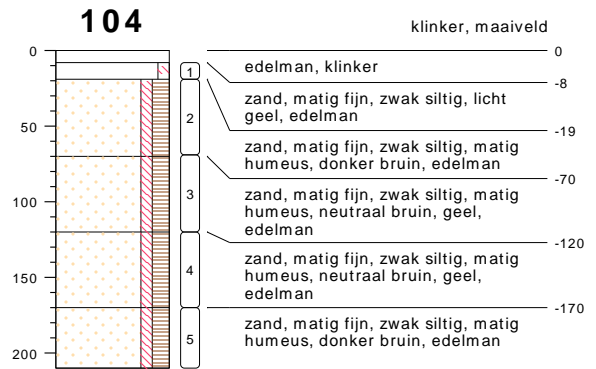 104
klinker, maaiveld
0
0
edelman, klinker
1
-8
zand, matig fijn, zwak siltig, licht
geel, edelman
2
50
-19
zand, matig fijn, zwak siltig, matig
humeus, donker bruin, edelman
-70
3
100
zand, matig fijn, zwak siltig, matig
humeus, neutraal bruin, geel,
edelman
-120
4
150
zand, matig fijn, zwak siltig, matig
humeus, neutraal bruin, geel,
edelman
-170
5
200
zand, matig fijn, zwak siltig, matig
humeus, donker bruin, edelman